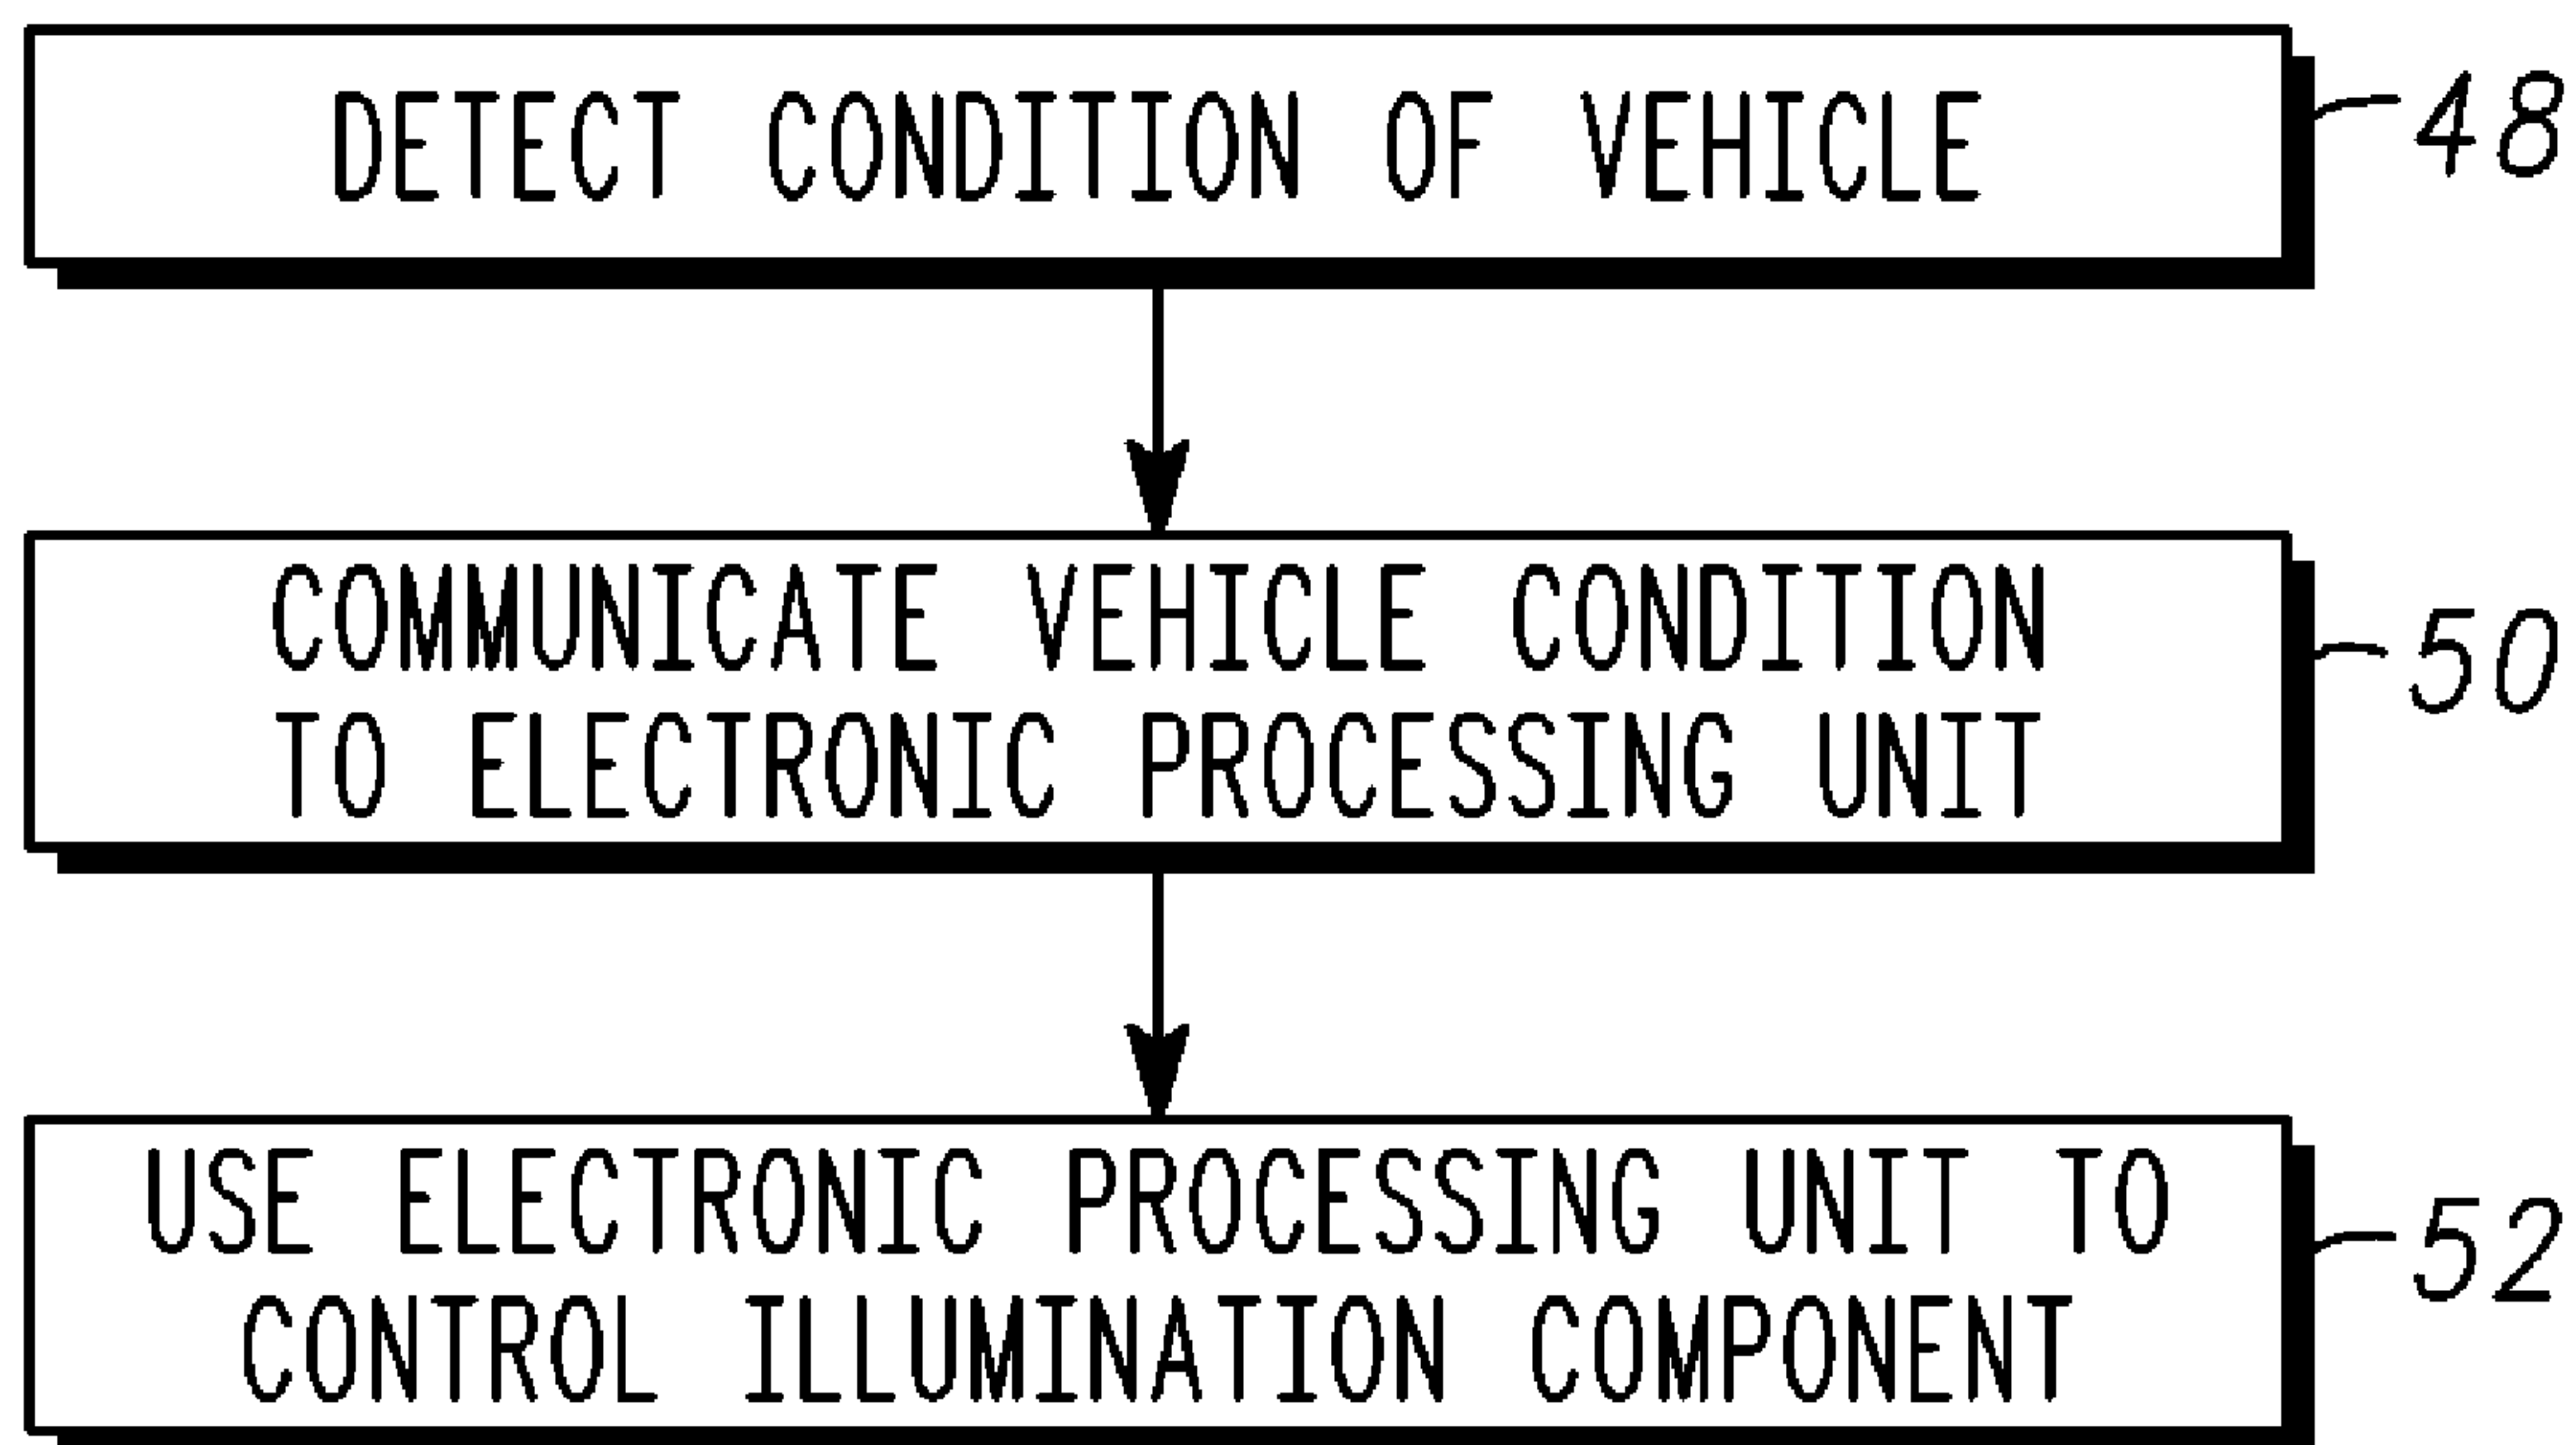 DETECT CONDITION OF VEHICLE
48
COMMUNICATE VEHICLE CONDITION
TO ELECTRONIC PROCESSING UNIT
50
USE ELECTRONIC PROCESSING UNIT TO
CONTROL ILLUMINATION COMPONENT
52